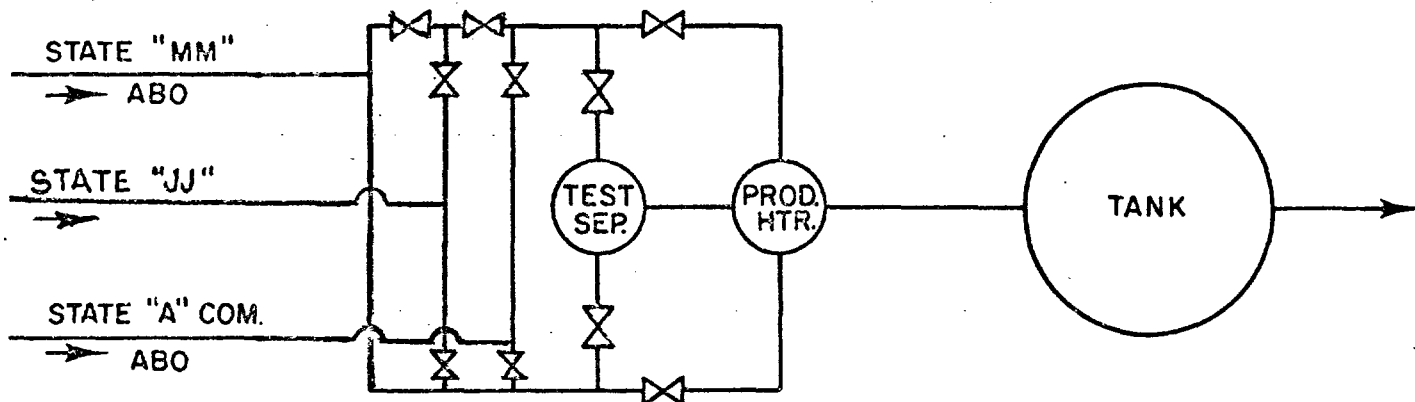 STATE "MM"
ABO
STATE "JJ"
STATE "A" COM.
ABO
TEST
SEP.
PROD.
HTR.
TANK